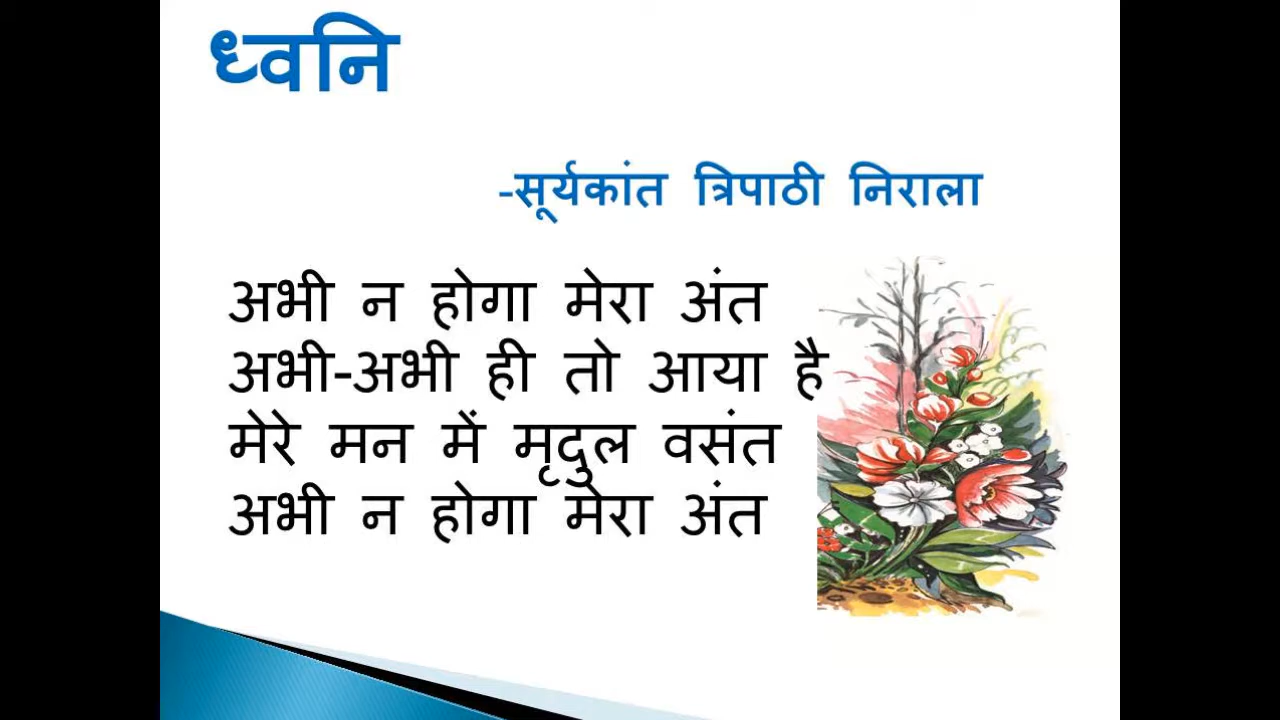 ध्वनि
-सूर्यकांत त्रिपाठी निराला
अभी न होगा मेरा अंत
अभी-अभी ही तो आया है
मेरे मन में मृदुल वसंत
अभी न होगा मेरा अंत